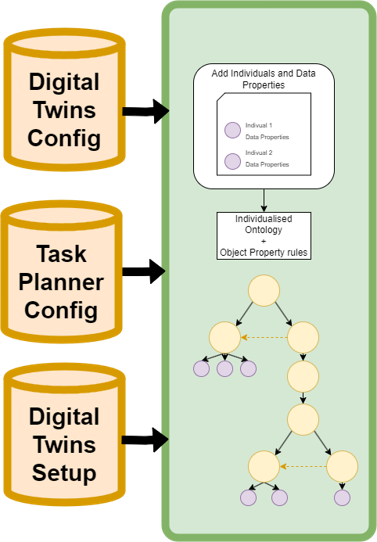 Digital
Twins
Config
Task
Planner
Config
Digital
Twins
Setup
Add Individuals and Data
Properties
Indivual 1
Data Properties
Indivual 2
Data Properties
Individualised
Ontology
+
Object Property rules